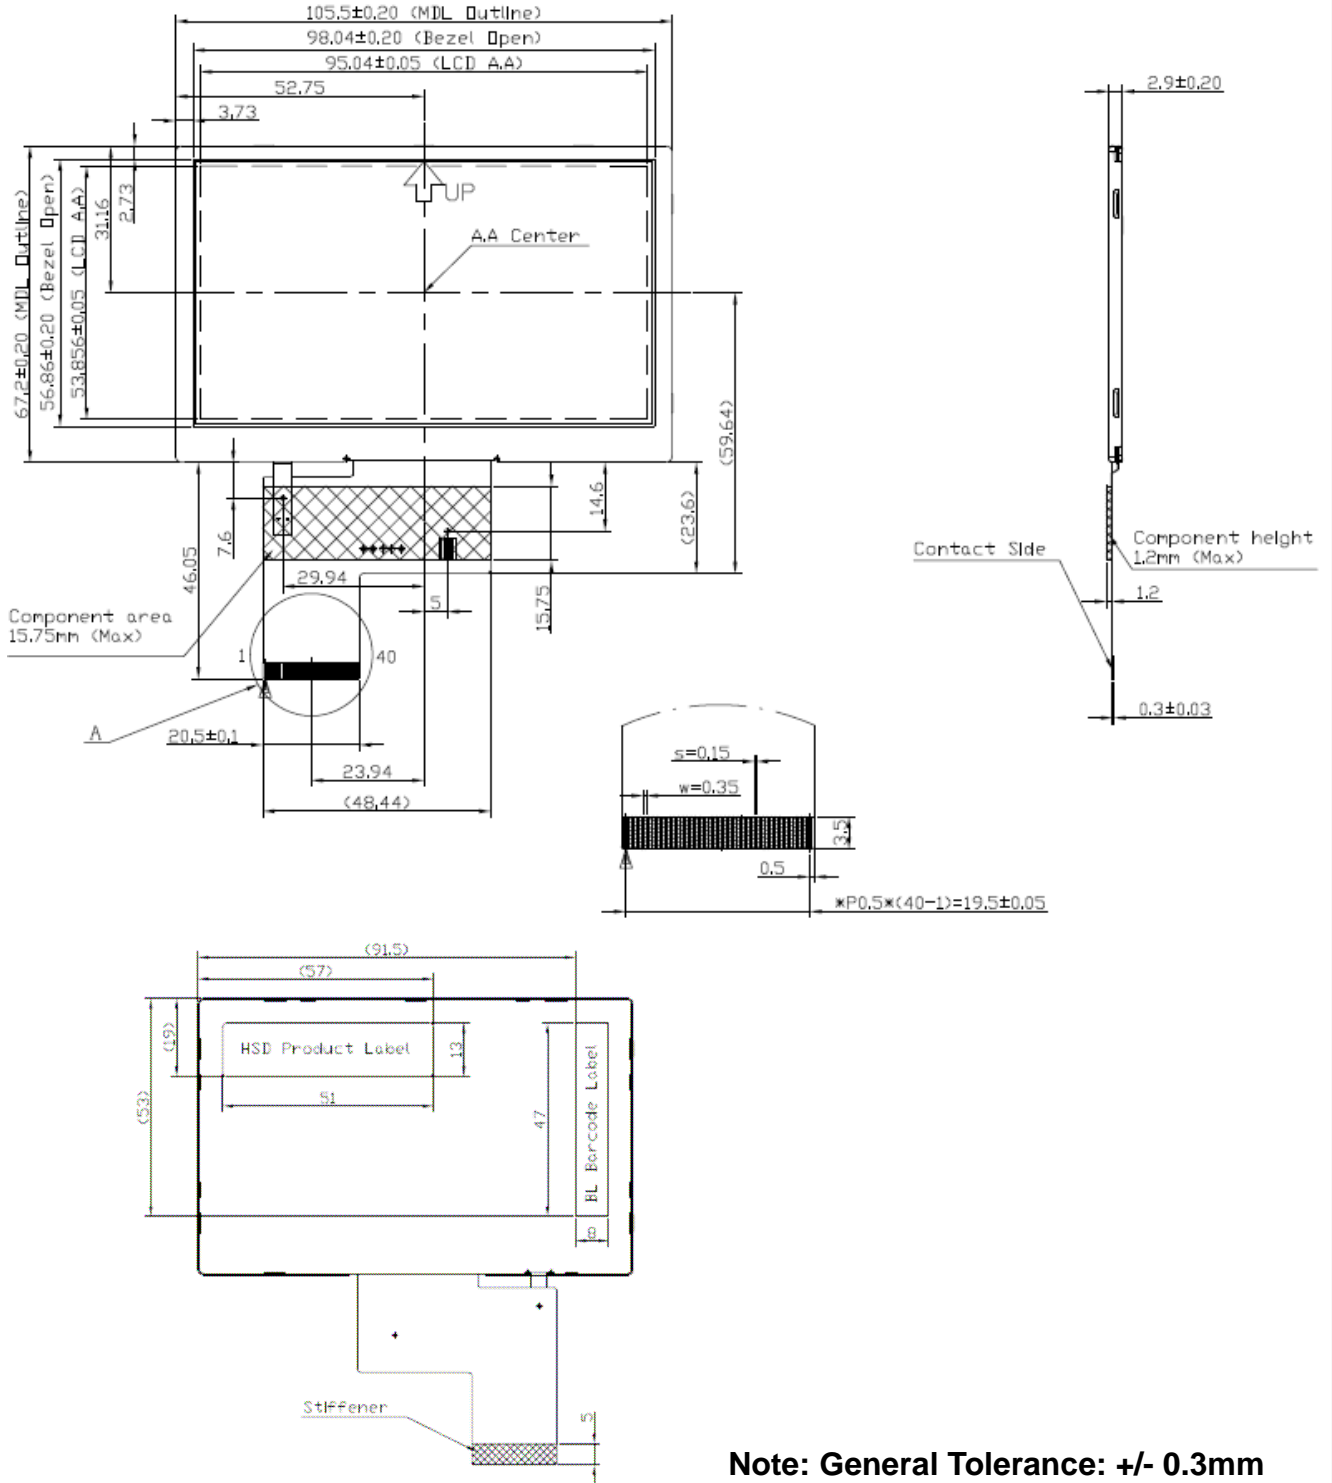 105.5±0.20 (MDL Outline)
98.04±0.20 (Bezel Open)
95.04±0.05 (LCD A.A)
52.75
3.73
67.2±0.20 (MDL Outline)
56.86±0.20 (Bezel Open)
53.856±0.05 (LCD A.A)
31.16
2.73
UP
A.A Center
(59.64)
(23.6)
14.6
15.75
7.6
46.05
29.94
5
Component area
15.75mm (Max)
1
40
A
20.5±0.1
23.94
(48.44)
2.9±0.20
Contact Side
Component height
1.2mm (Max)
1.2
0.3±0.03
s=0.15
w=0.35
3.5
0.5
*P0.5*(40-1)=19.5±0.05
(91.5)
(57)
(19)
(53)
HSD Product Label
13
51
47
BL Barcode Label
8
Stiffener
5
Note: General Tolerance: +/- 0.3mm